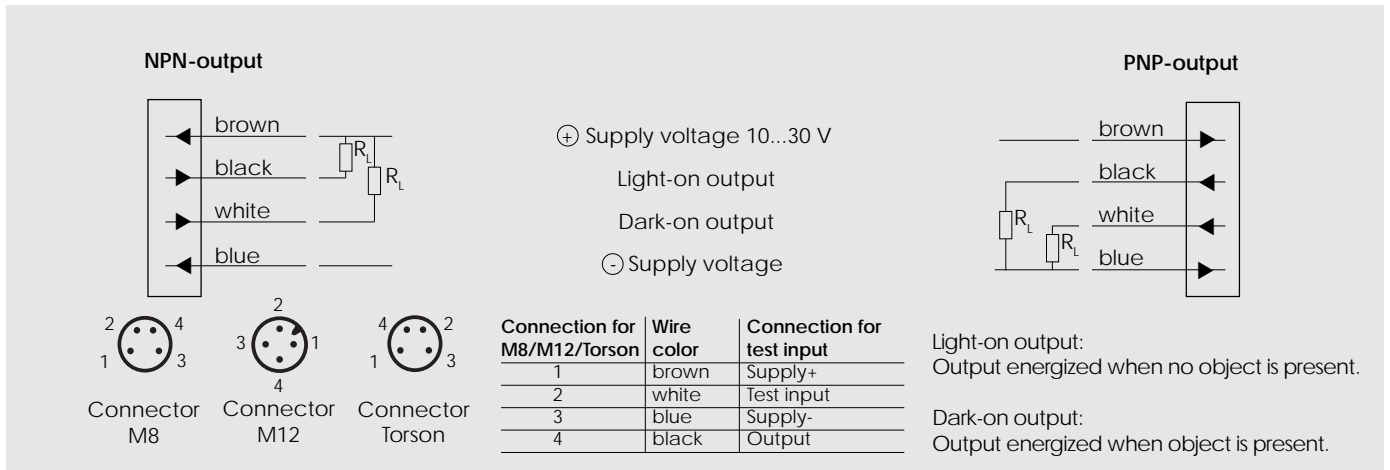 NPN-output
PNP-output
brown
black
white
blue
R_L
R_L
⊕ Supply voltage 10...30 V
Light-on output
Dark-on output
⊖ Supply voltage
brown
black
white
blue
R_L
R_L
2 4
1 3
Connector
M8
2
3 1
4
Connector
M12
4 2
1 3
Connector
Torson
Connection for M8/M12/Torson | Wire color | Connection for test input
1 brown Supply+
2 white Test input
3 blue Supply-
4 black Output
Light-on output:
Output energized when no object is present.
Dark-on output:
Output energized when object is present.